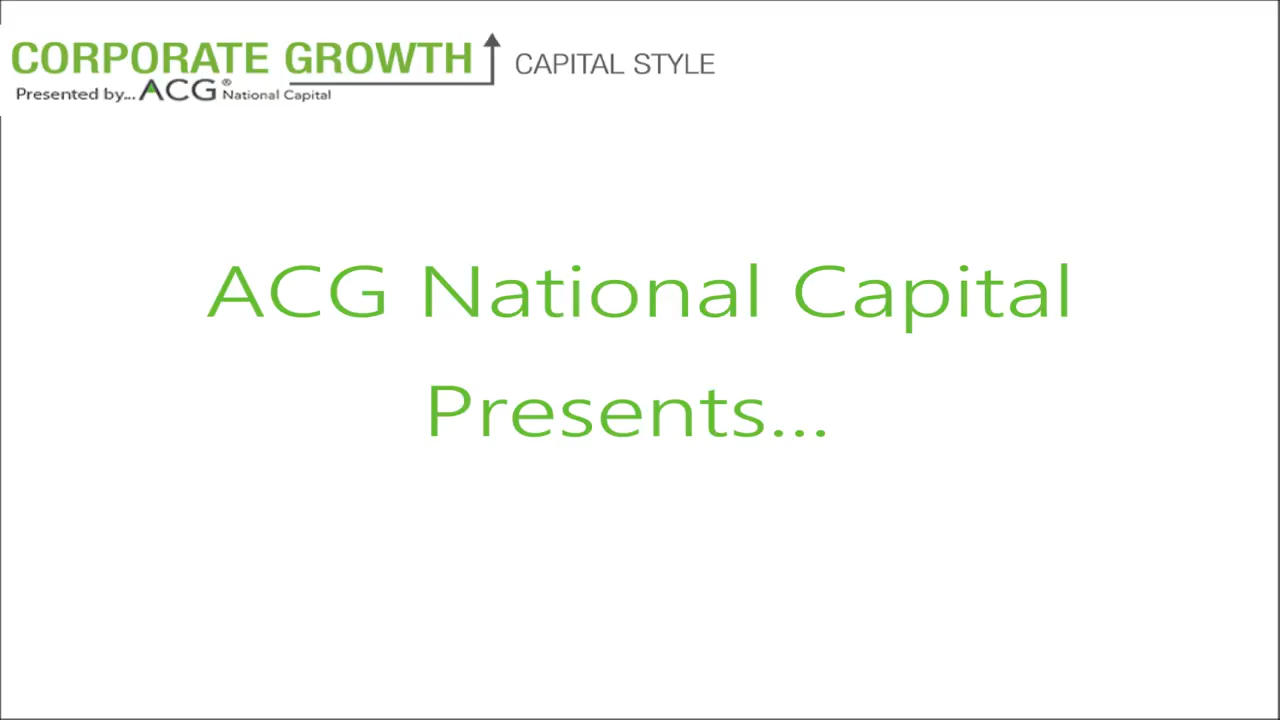 CORPORATE GROWTH CAPITAL STYLE
Presented by... ACG® National Capital
ACG National Capital
Presents...